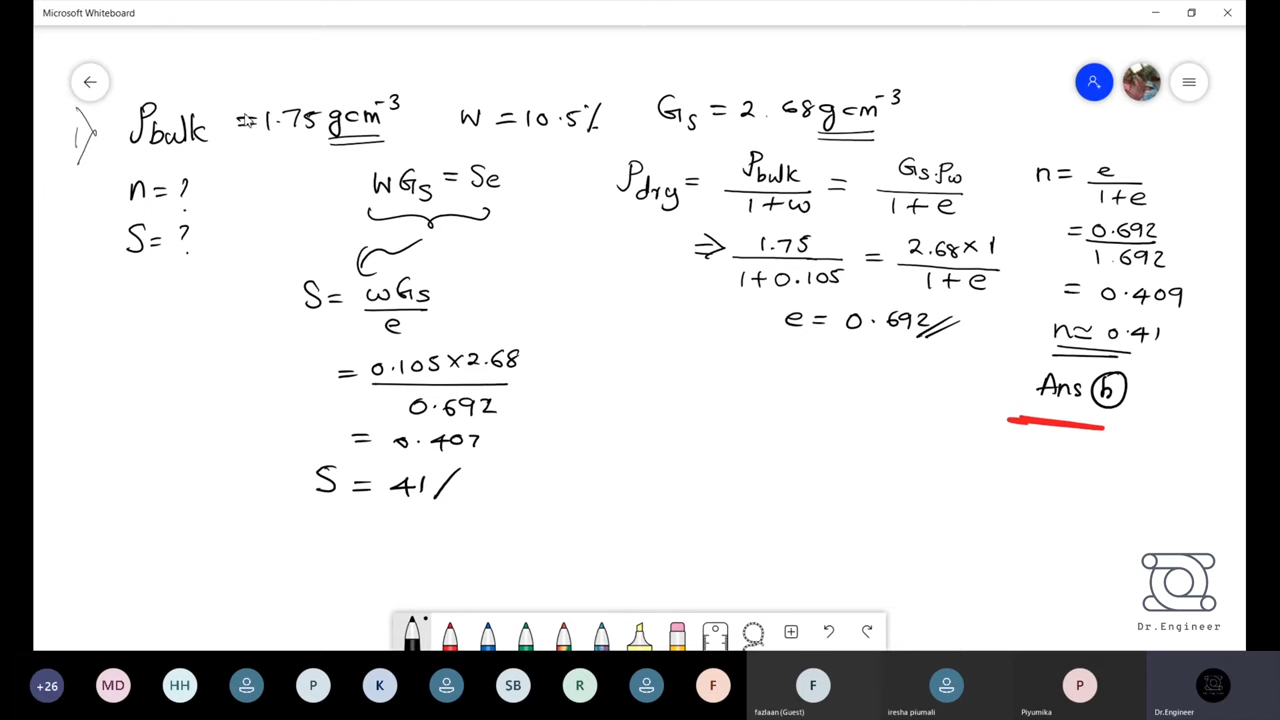 Microsoft Whiteboard
1) ρbulk = 1.75 gcm⁻³ w = 10.5% Gs = 2.68 gcm⁻³
n = ?
S = ?
wGs = Se
S = wGs / e
= 0.105 × 2.68 / 0.692
= 0.407
S = 41/
ρdry = ρbulk / 1+w = Gs.ρw / 1+e
⇒ 1.75 / 1+0.105 = 2.68×1 / 1+e
e = 0.692//
n = e / 1+e
= 0.692 / 1.692
= 0.409
n ≃ 0.41
Ans (b)
Dr.Engineer
+26 MD HH P K SB R F F P
fazlaan (Guest) iresha piumali Piyumika Dr.Engineer